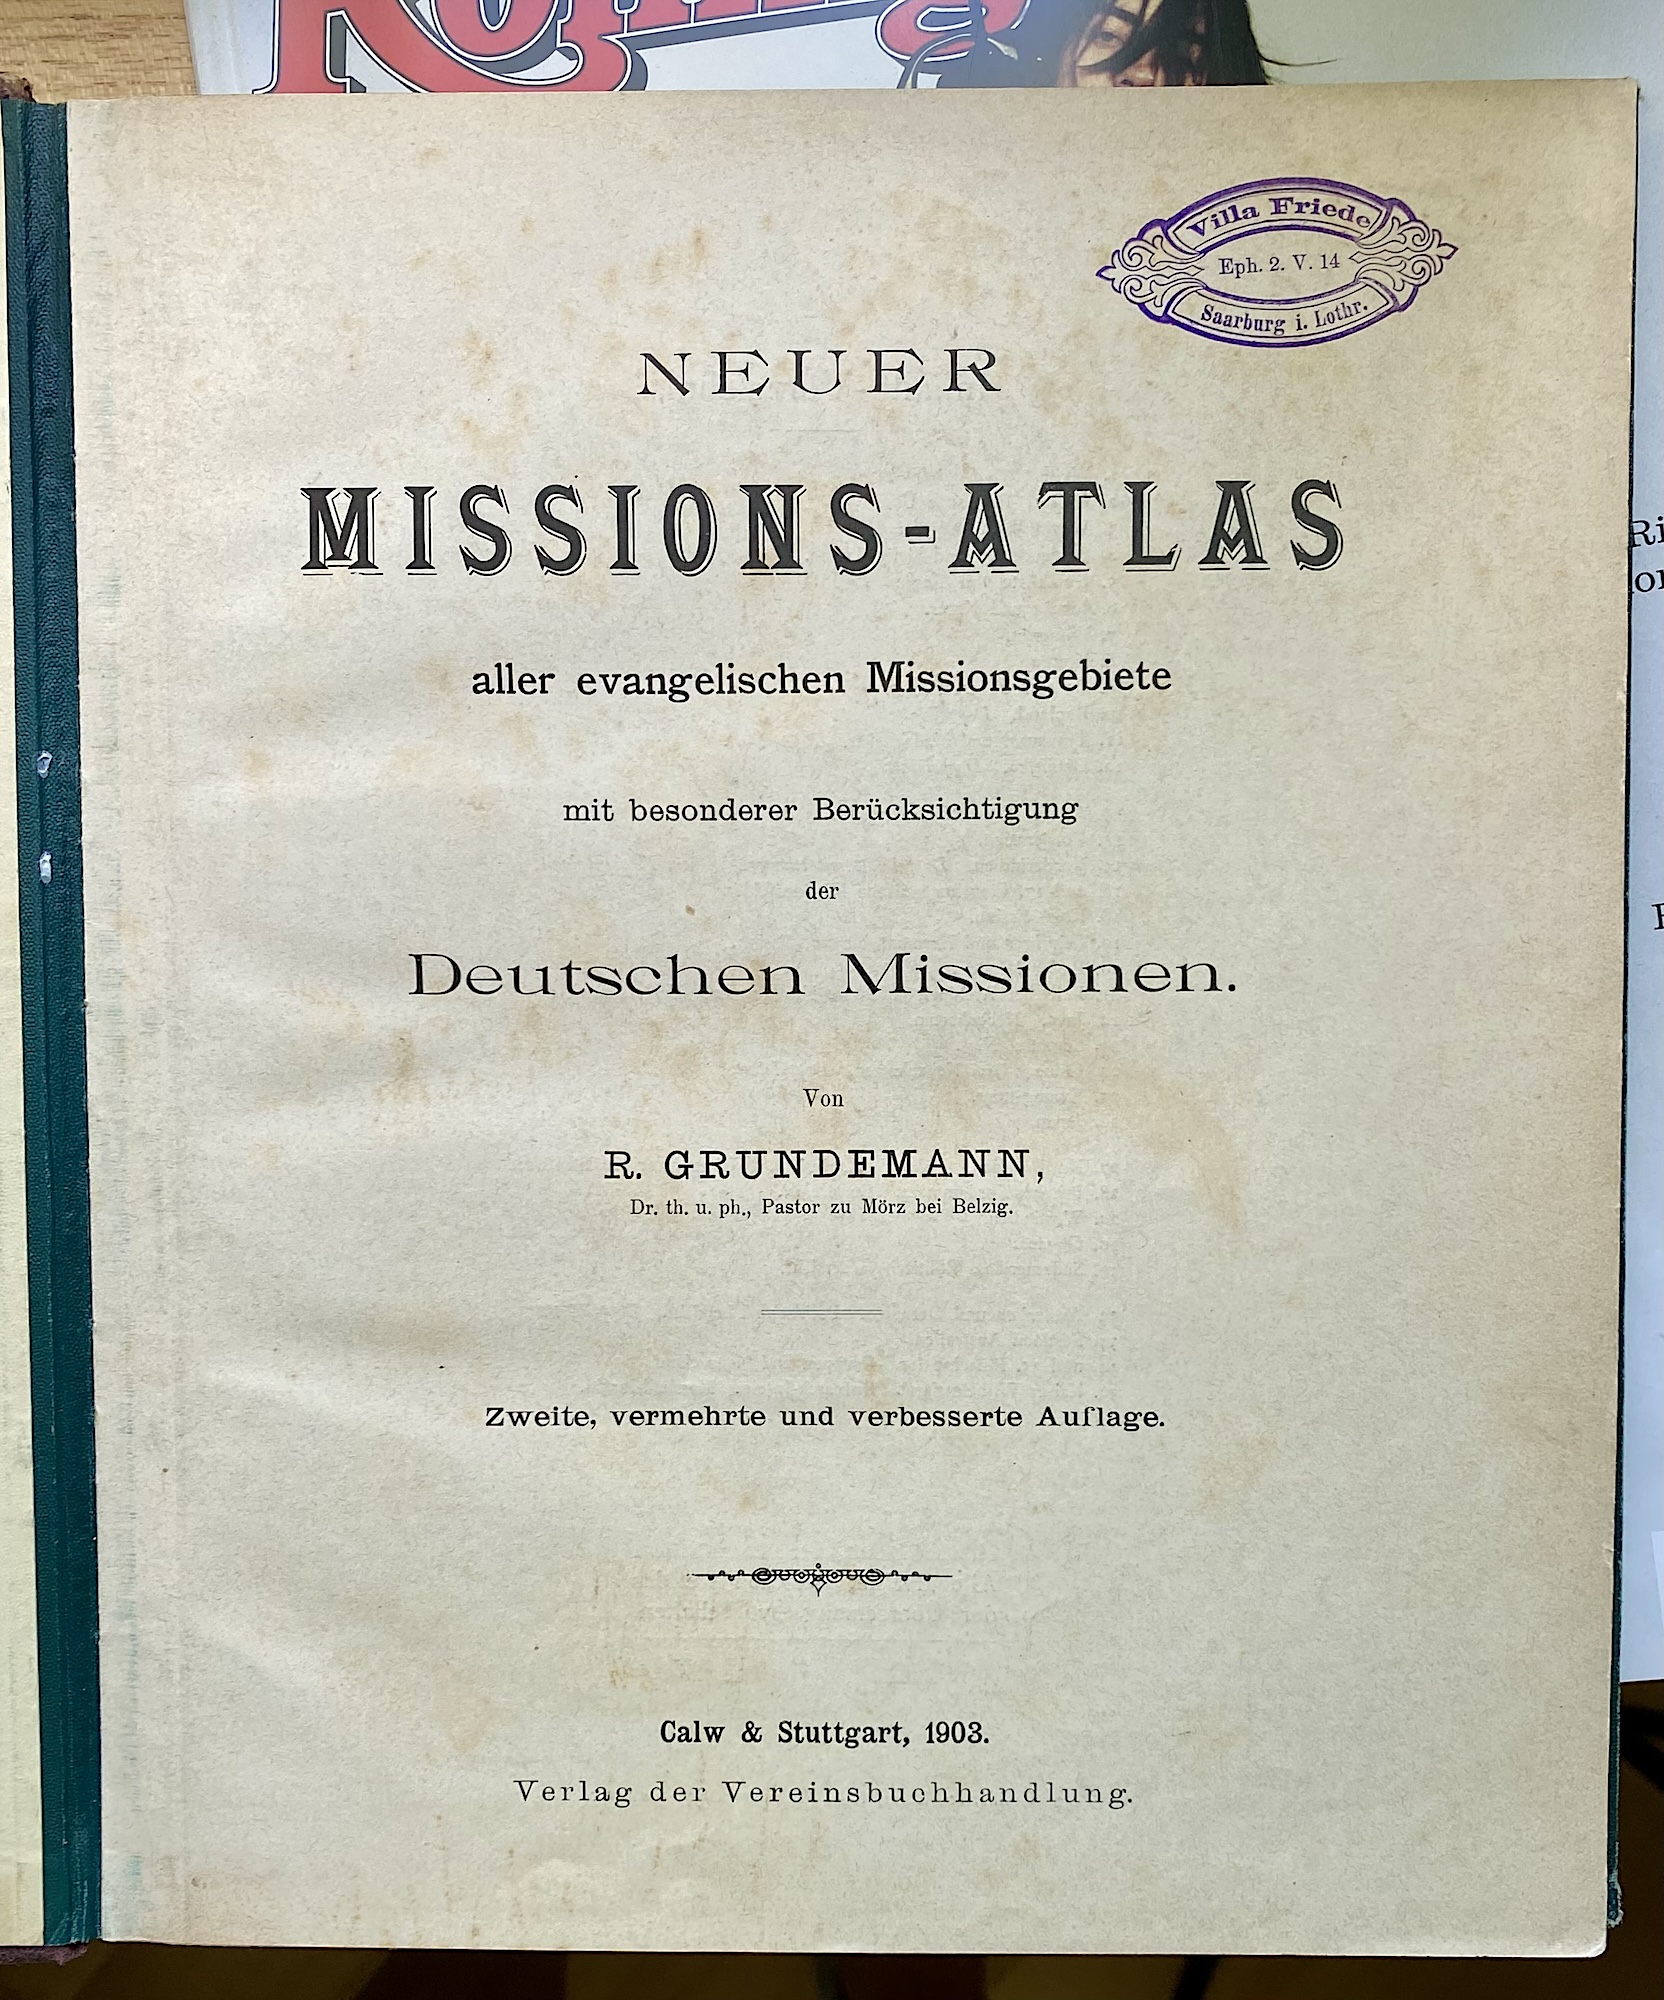 Rolling
Villa Friede
Eph. 2. V. 14
Saarburg i. Lothr.
NEUER
MISSIONS-ATLAS
aller evangelischen Missionsgebiete
mit besonderer Berücksichtigung
der
Deutschen Missionen.
Von
R. GRUNDEMANN,
Dr. th. u. ph., Pastor zu Mörz bei Belzig.
Zweite, vermehrte und verbesserte Auflage.
Calw & Stuttgart, 1903.
Verlag der Vereinsbuchhandlung.